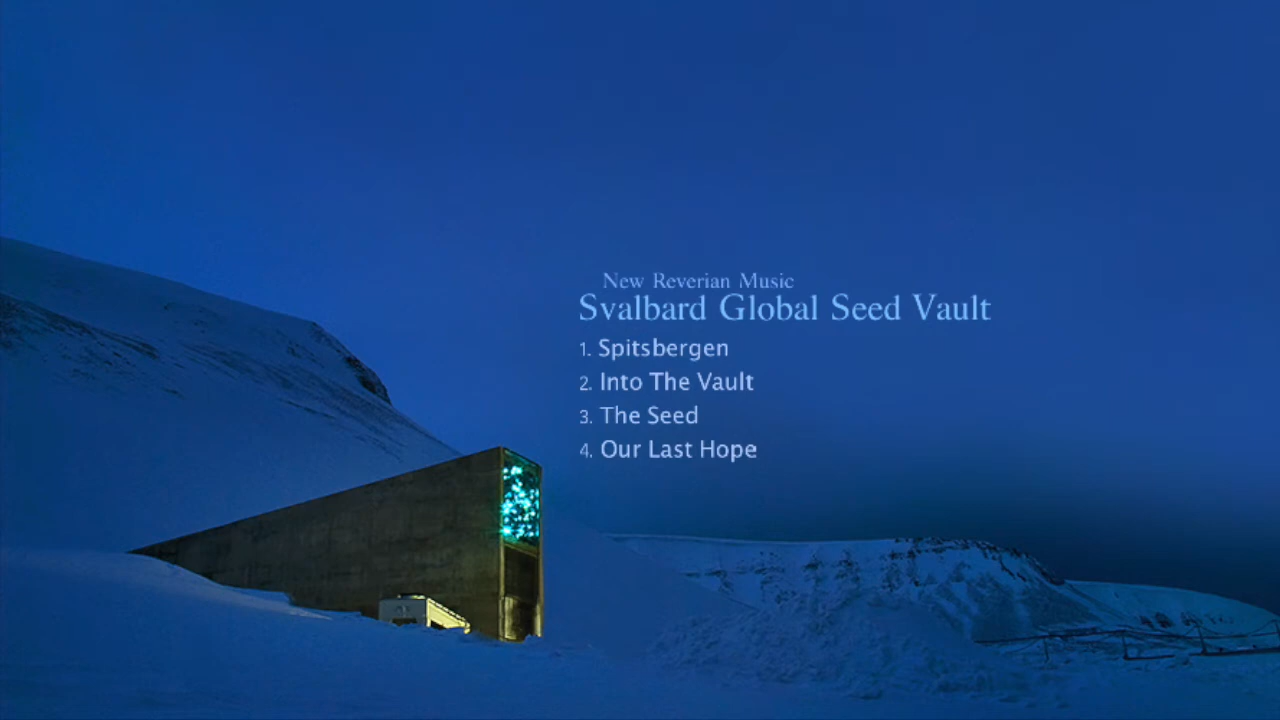 New Reverian Music
Svalbard Global Seed Vault
1. Spitsbergen
2. Into The Vault
3. The Seed
4. Our Last Hope